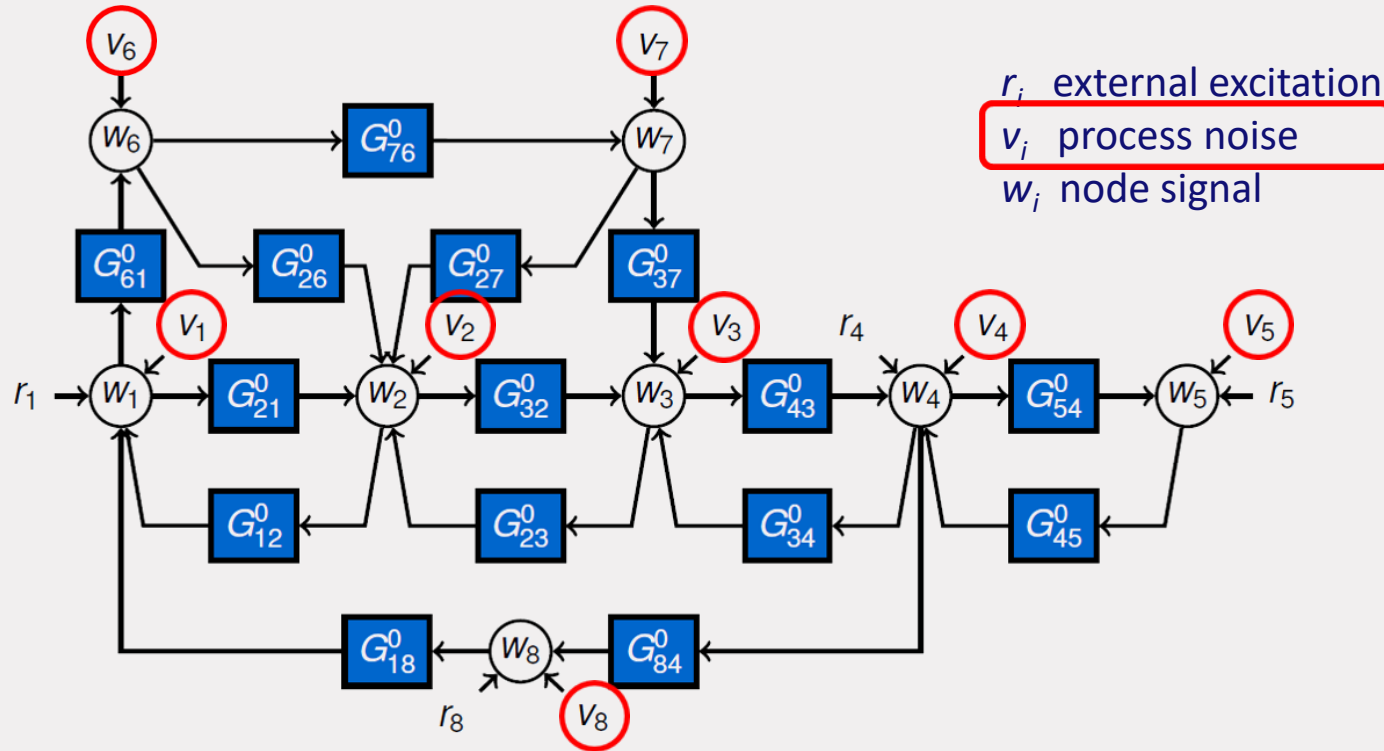 v₆
v₇
rᵢ external excitation
vᵢ process noise
wᵢ node signal
w₆
G⁰₇₆
w₇
G⁰₆₁
G⁰₂₆
G⁰₂₇
G⁰₃₇
v₁
v₂
v₃
r₄
v₄
v₅
r₁
w₁
G⁰₂₁
w₂
G⁰₃₂
w₃
G⁰₄₃
w₄
G⁰₅₄
w₅
r₅
G⁰₁₂
G⁰₂₃
G⁰₃₄
G⁰₄₅
G⁰₁₈
w₈
G⁰₈₄
r₈
v₈